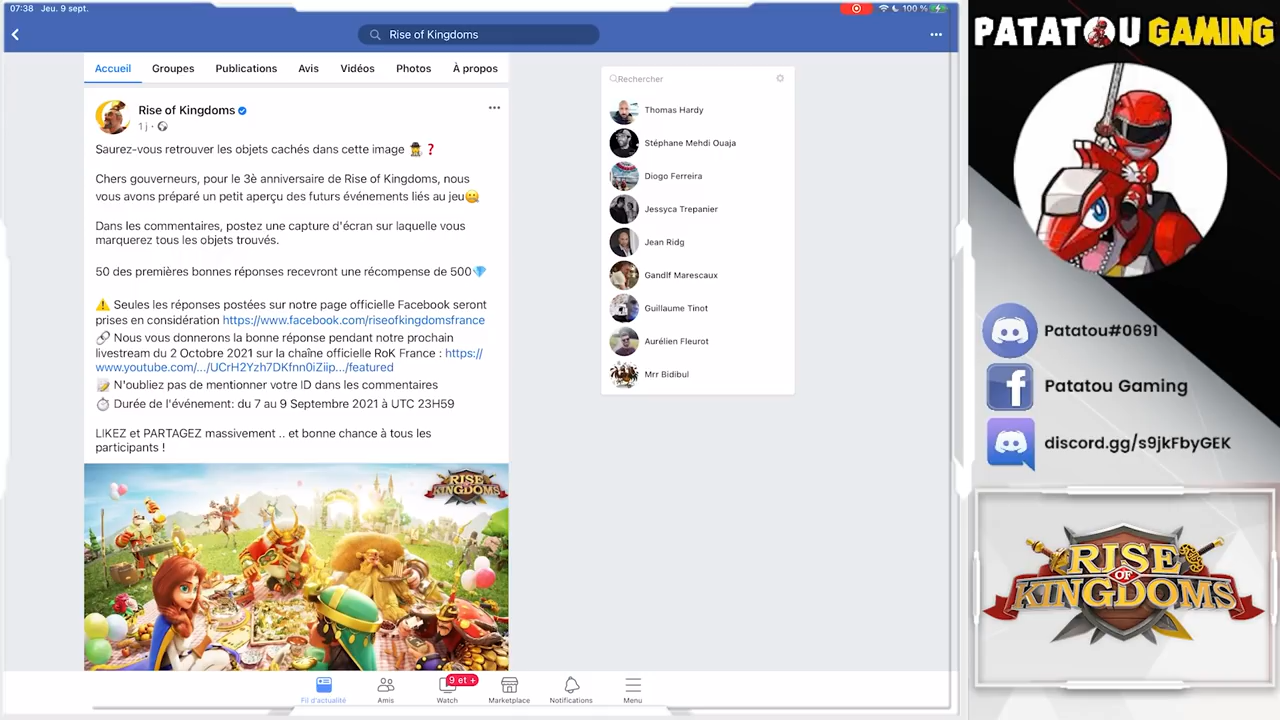 07:38 Jeu. 9 sept.
100 %
Rise of Kingdoms
Accueil Groupes Publications Avis Vidéos Photos À propos
Rise of Kingdoms
1 j ·
Saurez-vous retrouver les objets cachés dans cette image 🕵️ ❓
Chers gouverneurs, pour le 3è anniversaire de Rise of Kingdoms, nous
vous avons préparé un petit aperçu des futurs événements liés au jeu🤐
Dans les commentaires, postez une capture d'écran sur laquelle vous
marquerez tous les objets trouvés.
50 des premières bonnes réponses recevront une récompense de 500💎
⚠️ Seules les réponses postées sur notre page officielle Facebook seront
prises en considération https://www.facebook.com/riseofkingdomsfrance
🔗 Nous vous donnerons la bonne réponse pendant notre prochain
livestream du 2 Octobre 2021 sur la chaîne officielle RoK France : https://
www.youtube.com/.../UCrH2Yzh7DKfnn0iZiip.../featured
📝 N'oubliez pas de mentionner votre ID dans les commentaires
⏱ Durée de l'événement: du 7 au 9 Septembre 2021 à UTC 23H59
LIKEZ et PARTAGEZ massivement .. et bonne chance à tous les
participants !
RISE OF KINGDOMS
Rechercher
Thomas Hardy
Stéphane Mehdi Ouaja
Diogo Ferreira
Jessyca Trepanier
Jean Ridg
Gandlf Marescaux
Guillaume Tinot
Aurélien Fleurot
Mrr Bidibul
9 et +
Fil d'actualité Amis Watch Marketplace Notifications Menu
PATATOU GAMING
Patatou#0691
Patatou Gaming
discord.gg/s9jkFbyGEK
RISE
OF
KINGDOMS